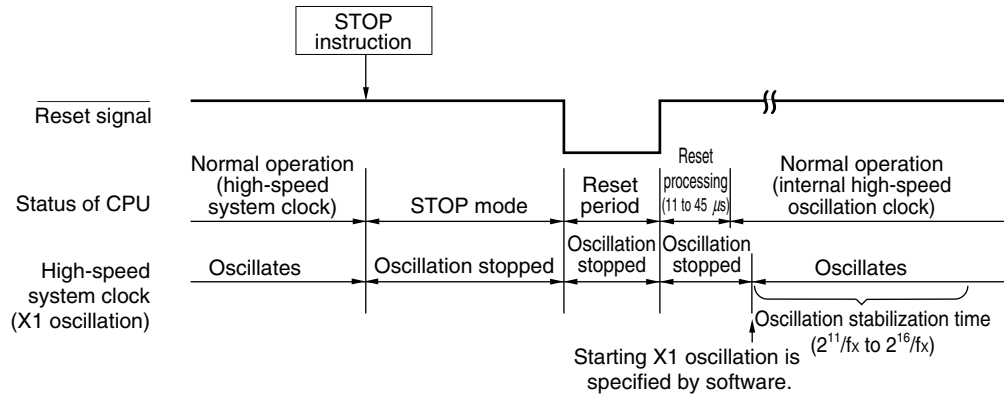 STOP
instruction
Reset signal
Status of CPU
Normal operation
(high-speed
system clock)
STOP mode
Reset
period
Reset
processing
(11 to 45 μs)
Normal operation
(internal high-speed
oscillation clock)
High-speed
system clock
(X1 oscillation)
Oscillates
Oscillation stopped
Oscillation
stopped
Oscillation
stopped
Oscillates
Oscillation stabilization time
(2¹¹/fX to 2¹⁶/fX)
Starting X1 oscillation is
specified by software.